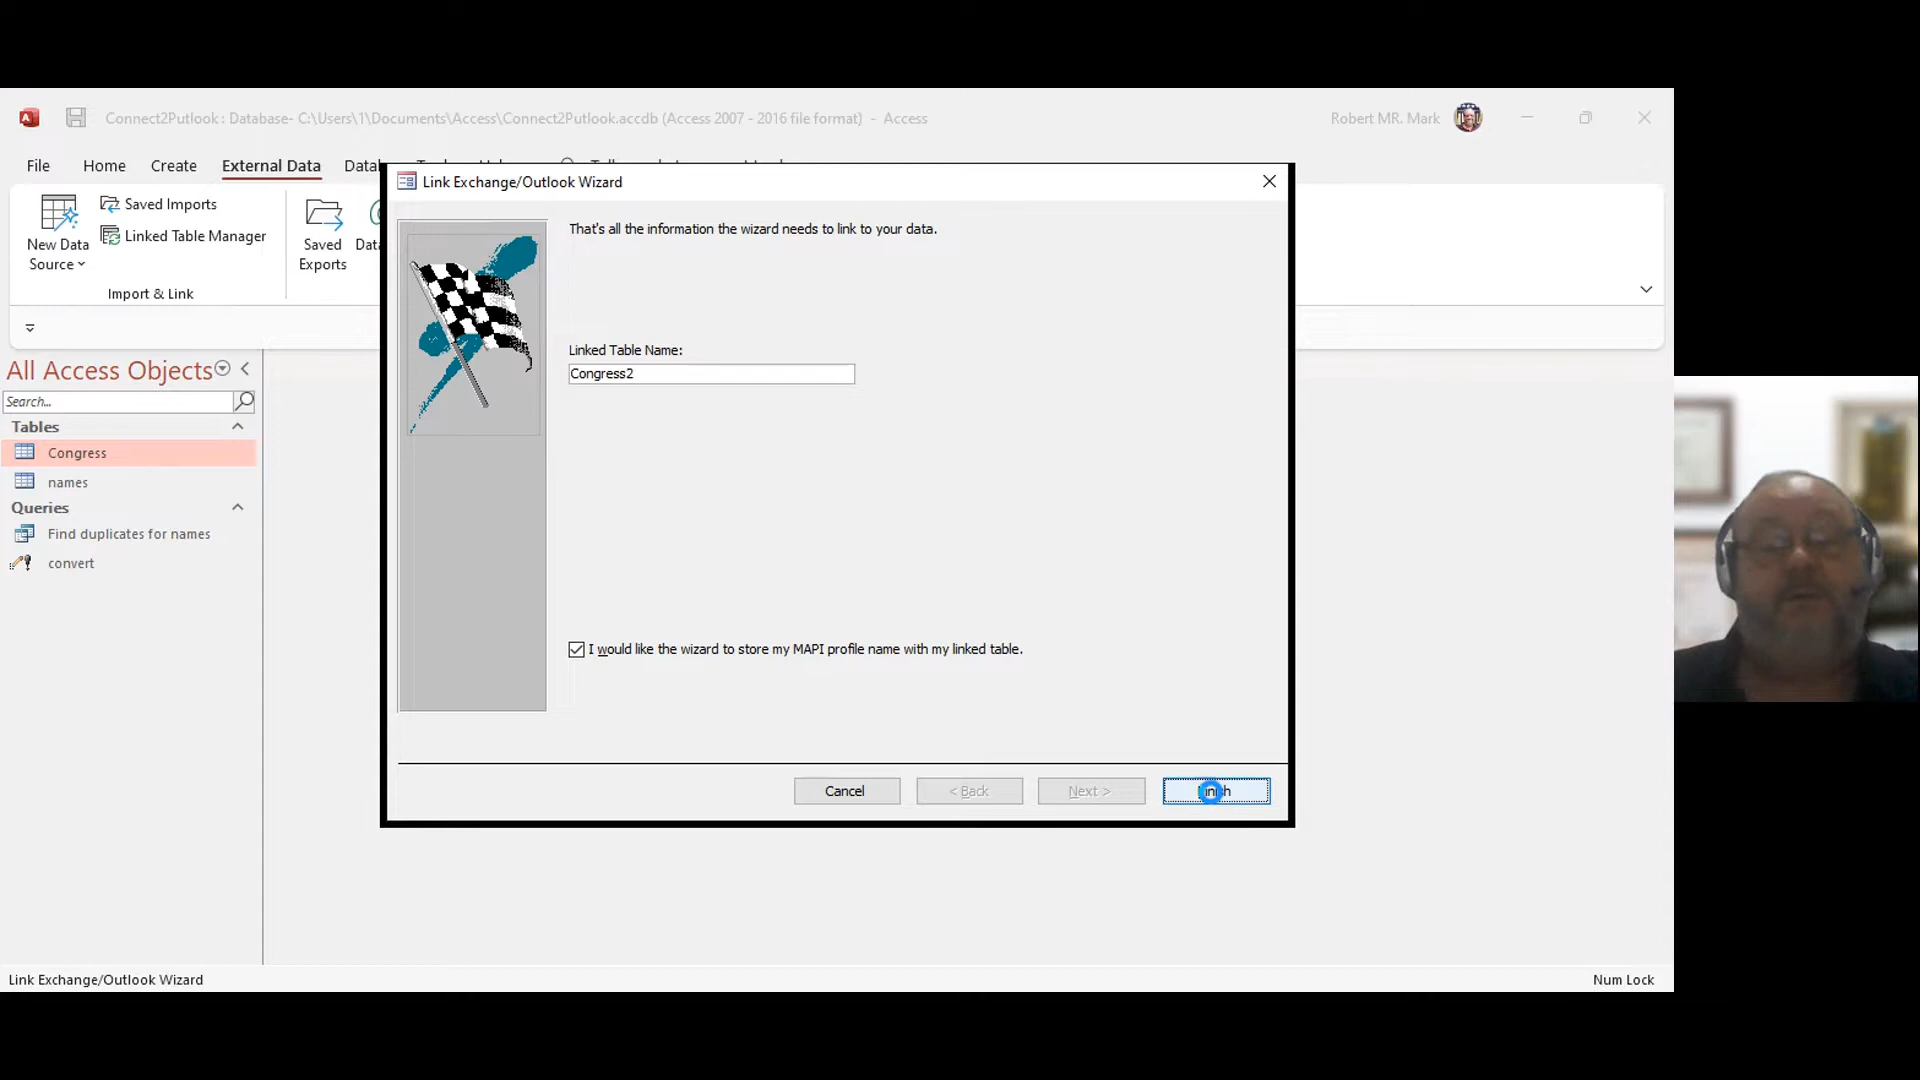 Connect2Putlook : Database- C:\Users\1\Documents\Access\Connect2Putlook.accdb (Access 2007 - 2016 file format) - Access
Robert MR. Mark
File Home Create External Data
Saved Imports
Linked Table Manager
New Data
Source
Saved
Exports
Import & Link
All Access Objects
Search...
Tables
Congress
names
Queries
Find duplicates for names
convert
Link Exchange/Outlook Wizard
That's all the information the wizard needs to link to your data.
Linked Table Name:
Congress2
I would like the wizard to store my MAPI profile name with my linked table.
Cancel
< Back
Next >
Finish
Link Exchange/Outlook Wizard
Num Lock